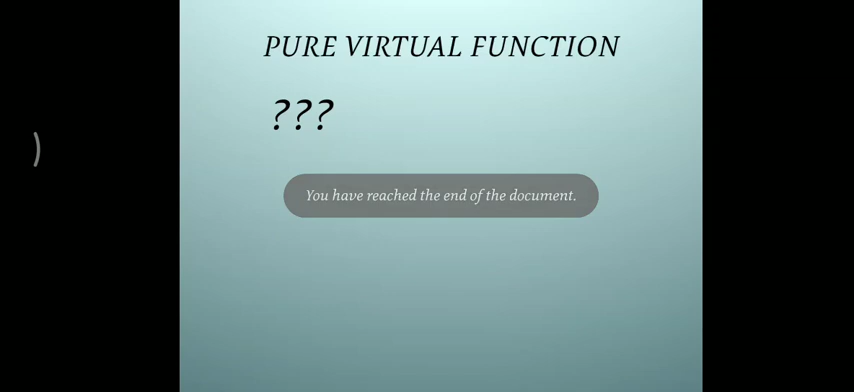 PURE VIRTUAL FUNCTION
???
You have reached the end of the document.